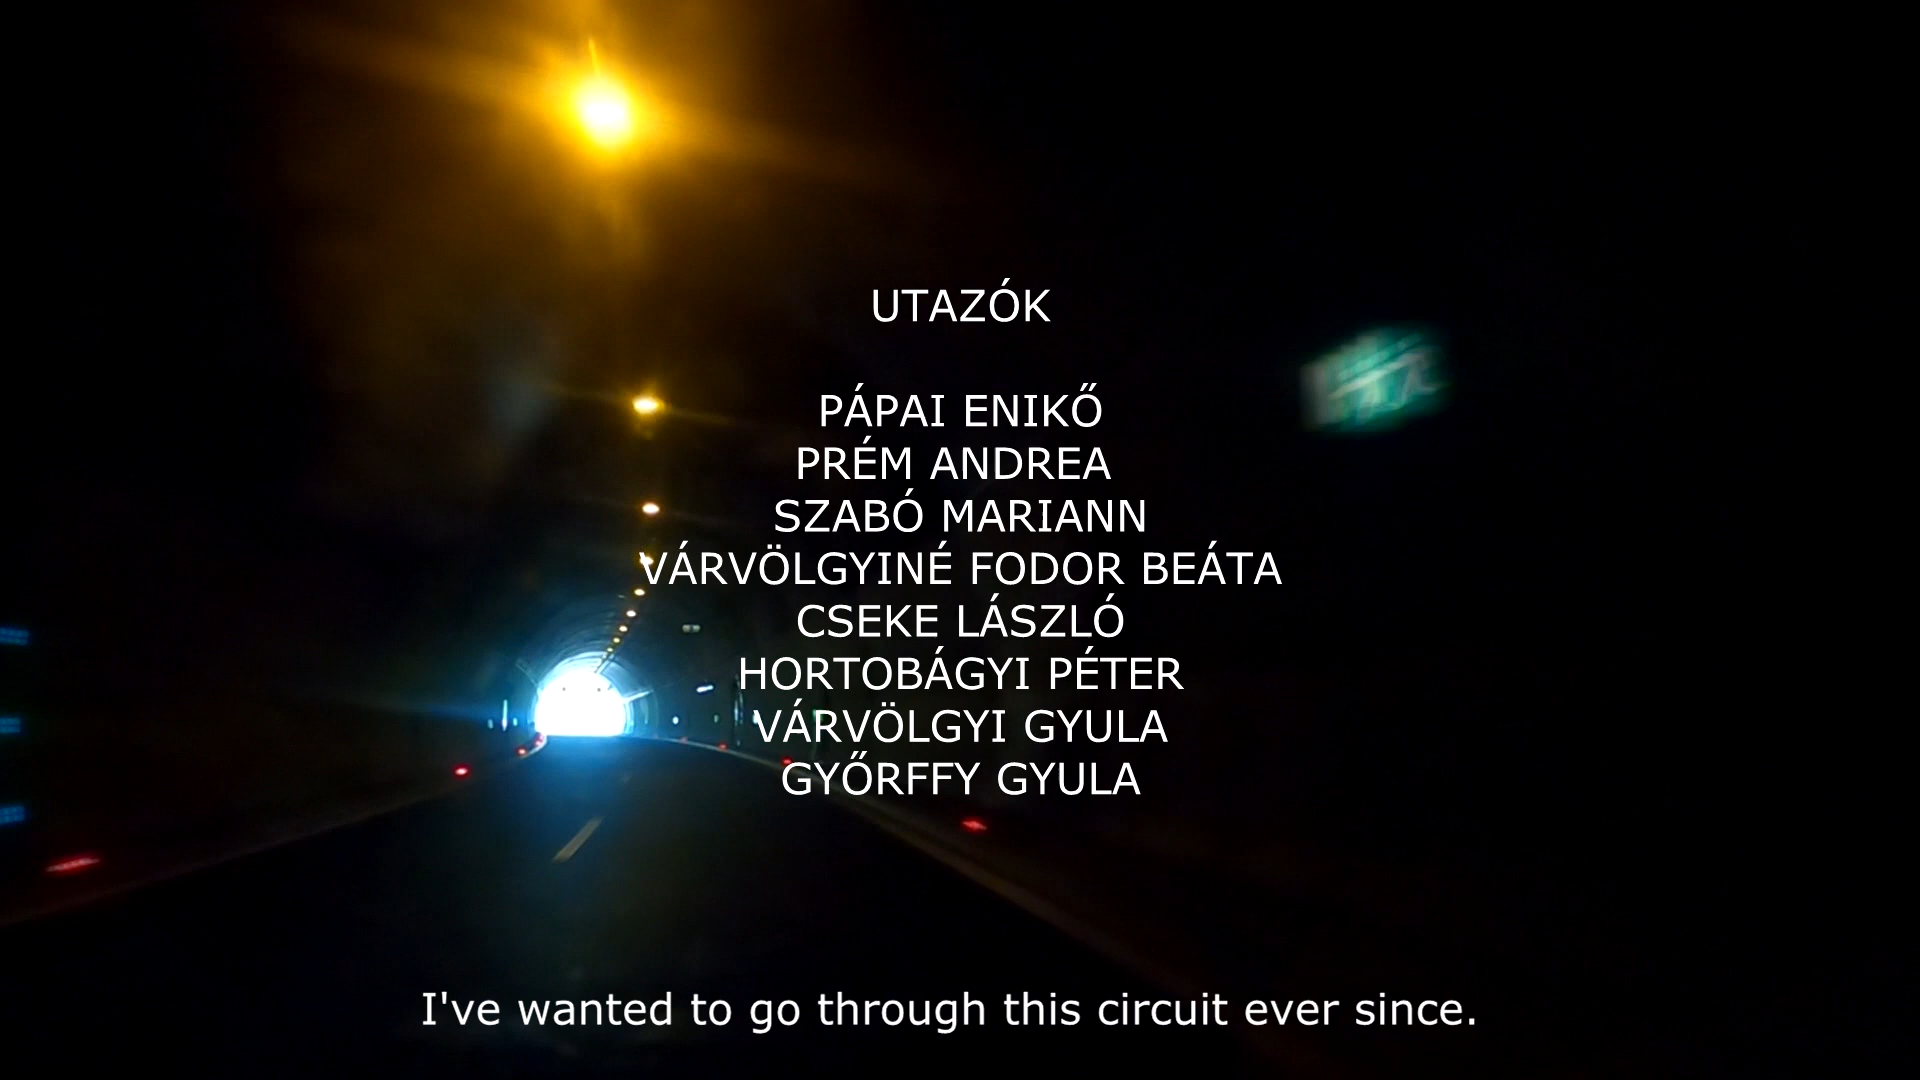 UTAZÓK
PÁPAI ENIKŐ
PRÉM ANDREA
SZABÓ MARIANN
VÁRVÖLGYINÉ FODOR BEÁTA
CSEKE LÁSZLÓ
HORTOBÁGYI PÉTER
VÁRVÖLGYI GYULA
GYŐRFFY GYULA
I've wanted to go through this circuit ever since.